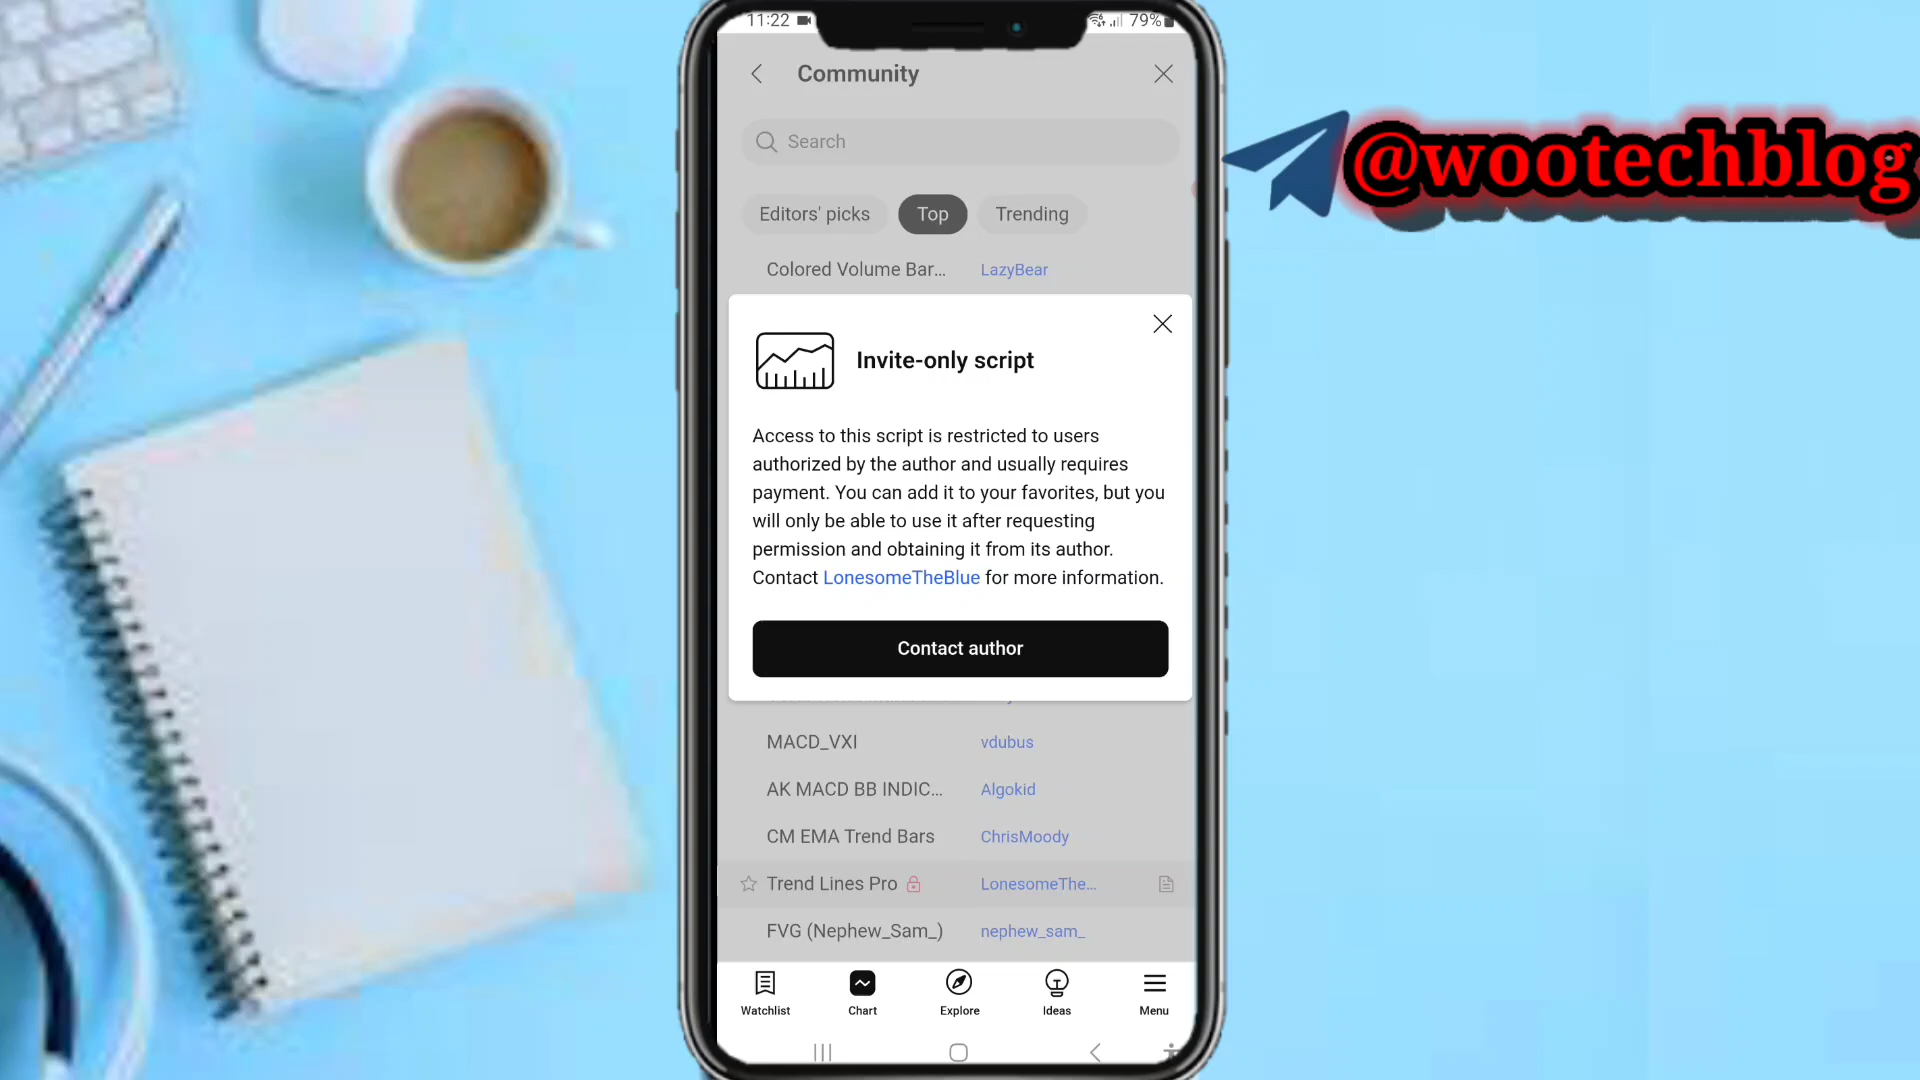 11:22
79%
Community
Search
Editors' picks
Top
Trending
Colored Volume Bar...
LazyBear
Invite-only script
Access to this script is restricted to users
authorized by the author and usually requires
payment. You can add it to your favorites, but you
will only be able to use it after requesting
permission and obtaining it from its author.
Contact LonesomeTheBlue for more information.
Contact author
MACD_VXI
vdubus
AK MACD BB INDIC...
Algokid
CM EMA Trend Bars
ChrisMoody
Trend Lines Pro
LonesomeThe...
FVG (Nephew_Sam_)
nephew_sam_
Watchlist
Chart
Explore
Ideas
Menu
@wootechblog